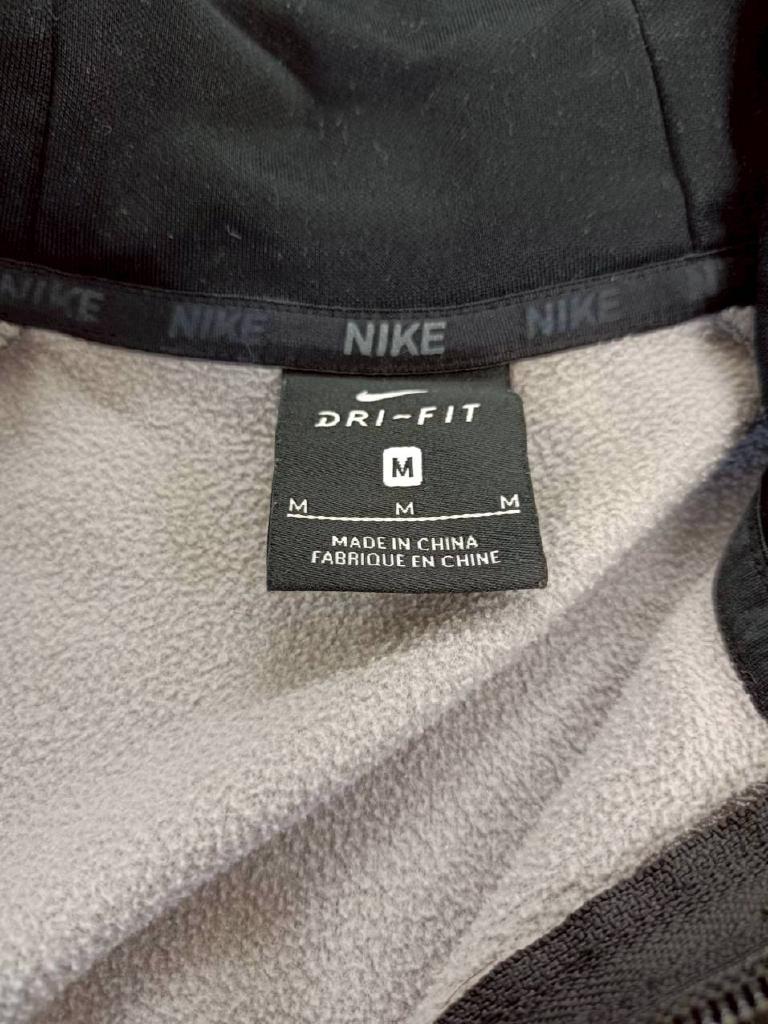 NIKE NIKE NIKE NIKE
DRI-FIT
M
M M M
MADE IN CHINA
FABRIQUE EN CHINE